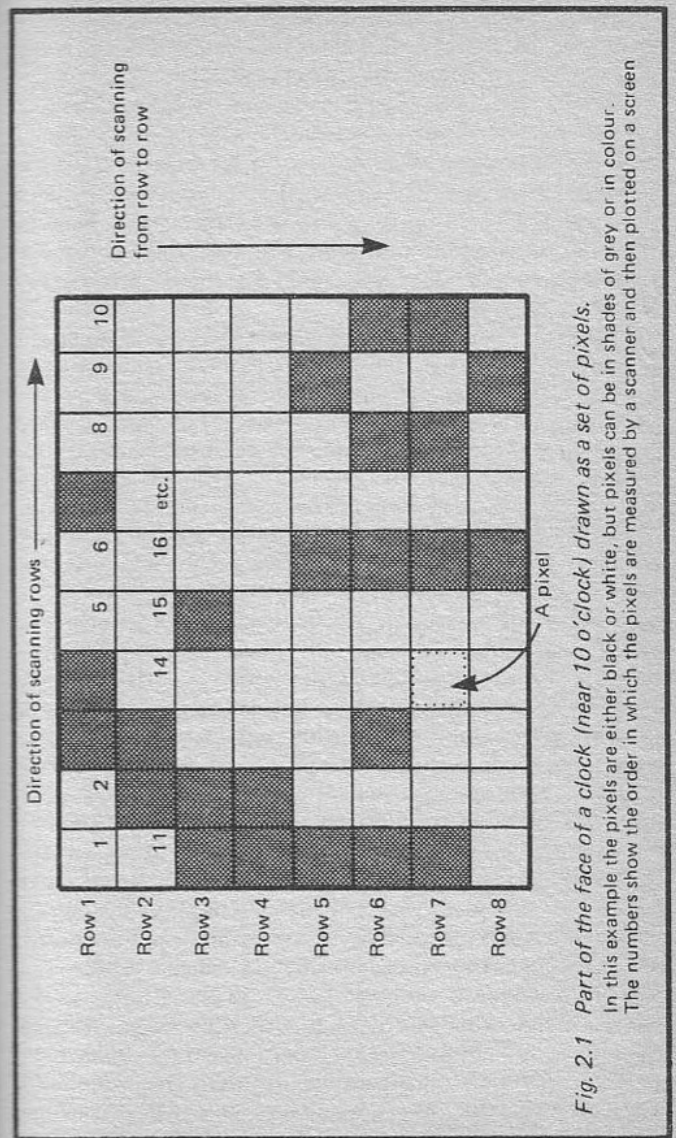 Direction of scanning rows
1 2 5 6 8 9 10
11 14 15 16 etc.
Row 1
Row 2
Row 3
Row 4
Row 5
Row 6
Row 7
Row 8
Direction of scanning
from row to row
A pixel
Fig. 2.1 Part of the face of a clock (near 10 o'clock) drawn as a set of pixels.
In this example the pixels are either black or white, but pixels can be in shades of grey or in colour.
The numbers show the order in which the pixels are measured by a scanner and then plotted on a screen